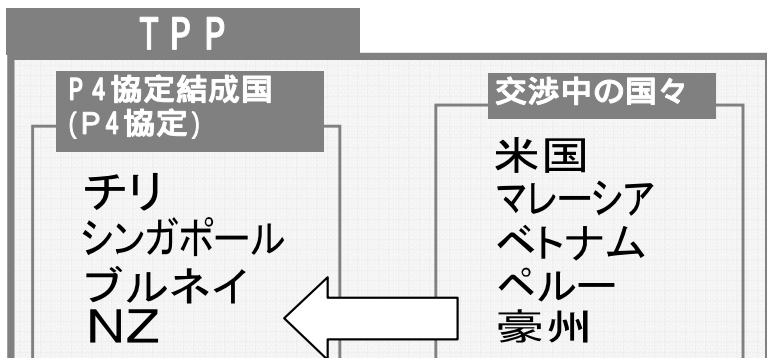 TPP
P4協定結成国
(P4協定)
チリ
シンガポール
ブルネイ
NZ
交渉中の国々
米国
マレーシア
ベトナム
ペルー
豪州